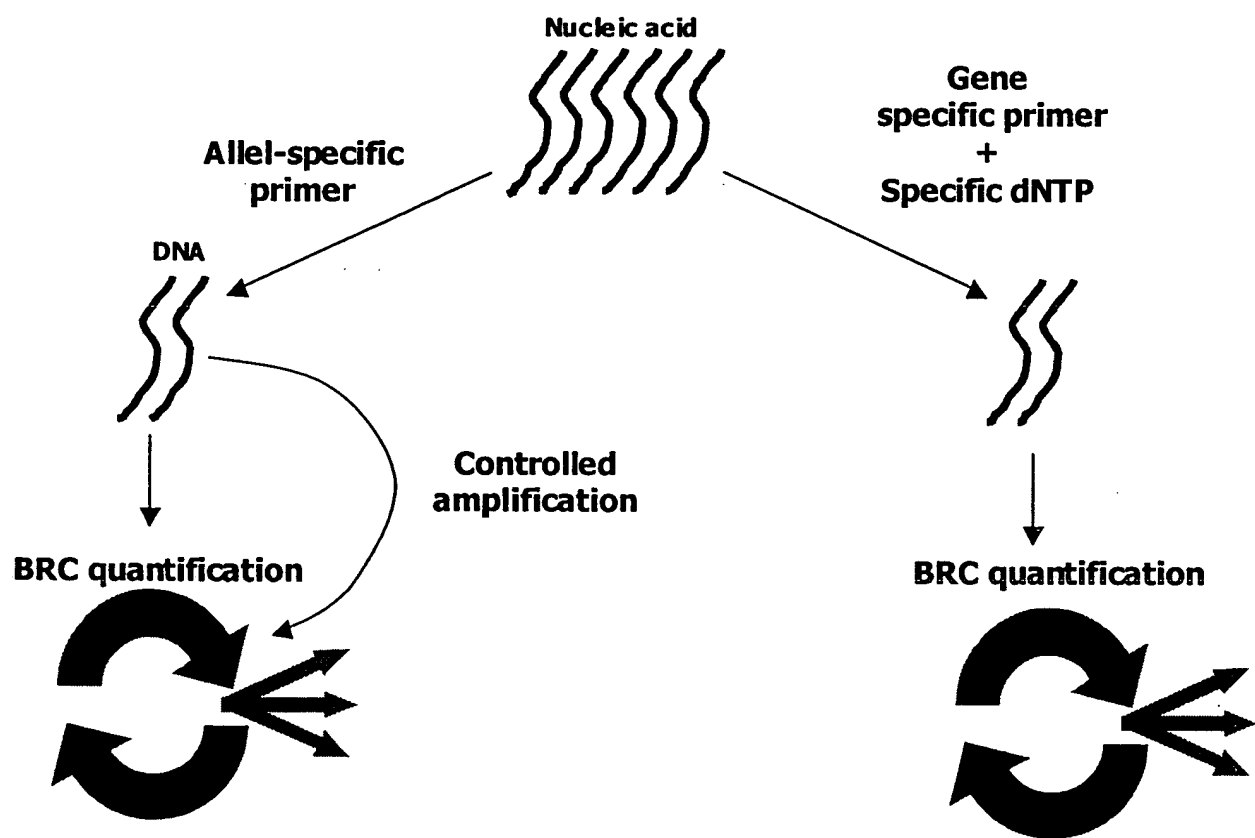 Nucleic acid
Allel-specific
primer
Gene
specific primer
+
Specific dNTP
DNA
Controlled
amplification
BRC quantification
BRC quantification